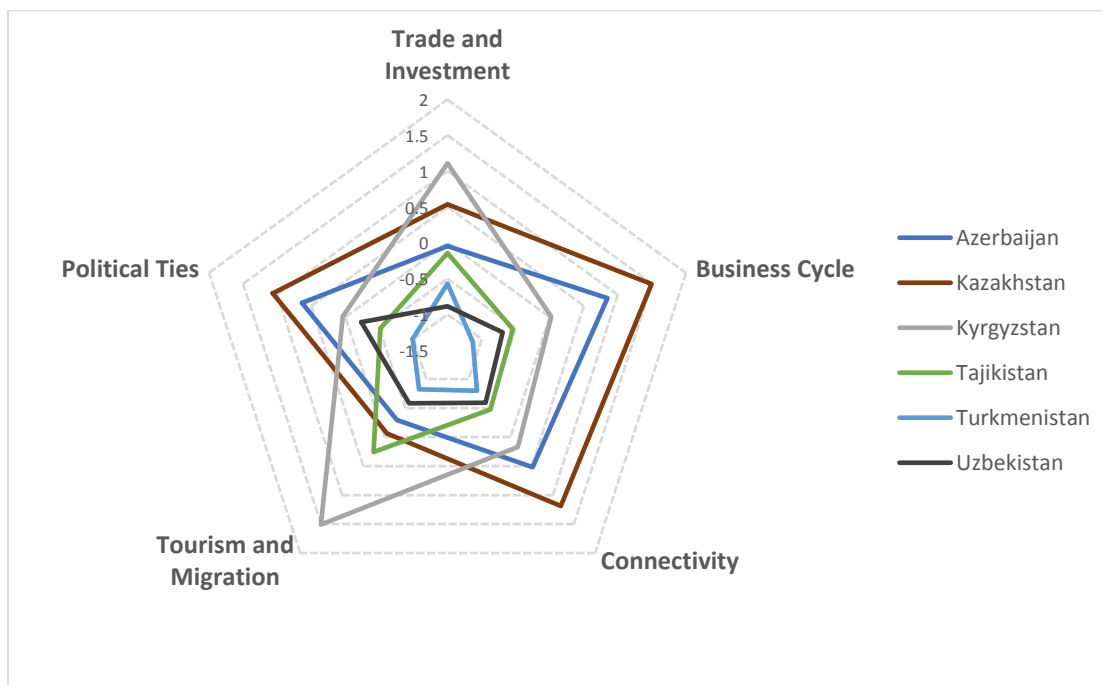 Trade and
Investment
2
1.5
1
0.5
0
-0.5
-1
-1.5
Political Ties
Business Cycle
Tourism and
Migration
Connectivity
Azerbaijan
Kazakhstan
Kyrgyzstan
Tajikistan
Turkmenistan
Uzbekistan